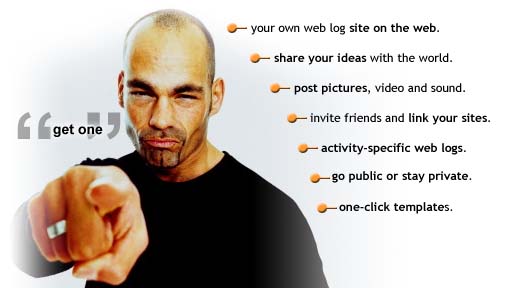 your own web log site on the web.
share your ideas with the world.
post pictures, video and sound.
“ get one ”
invite friends and link your sites.
activity-specific web logs.
go public or stay private.
one-click templates.